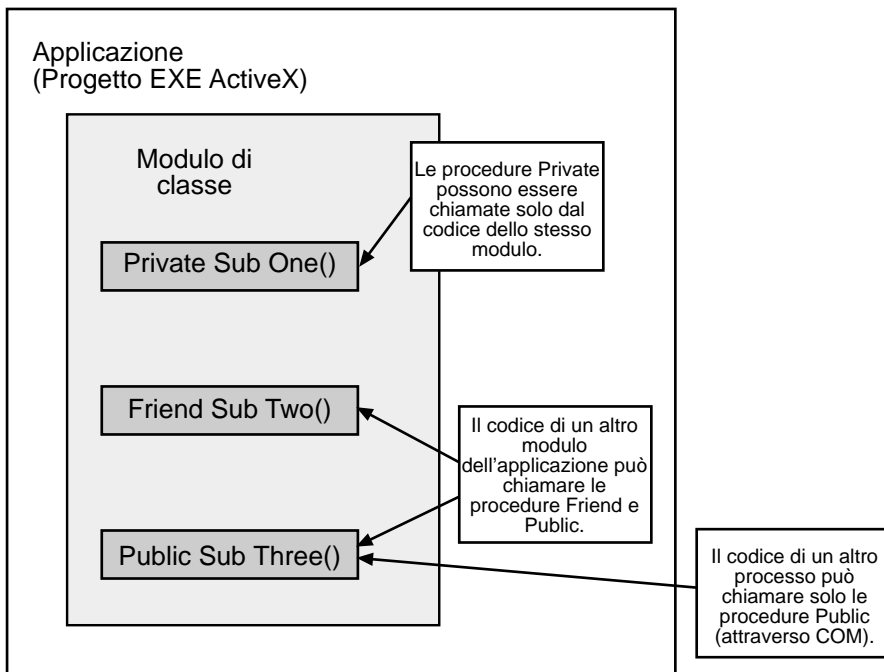 Applicazione
(Progetto EXE ActiveX)
Modulo di
classe
Le procedure Private
possono essere
chiamate solo dal
codice dello stesso
modulo.
Private Sub One()
Friend Sub Two()
Il codice di un altro
modulo
dell'applicazione può
chiamare le
procedure Friend e
Public.
Public Sub Three()
Il codice di un altro
processo può
chiamare solo le
procedure Public
(attraverso COM).